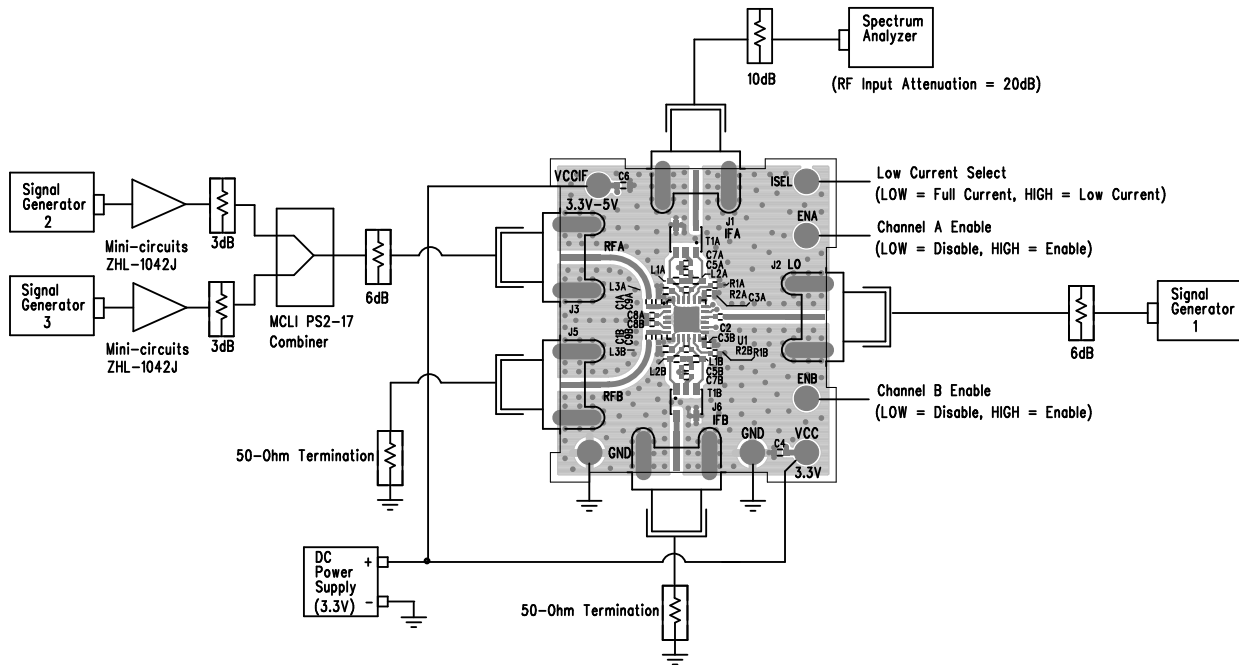 Spectrum
Analyzer
10dB
(RF Input Attenuation = 20dB)
Signal
Generator
2
Mini-circuits
ZHL-1042J
3dB
Signal
Generator
3
Mini-circuits
ZHL-1042J
3dB
MCLI PS2-17
Combiner
6dB
VCCIF
3.3V-5V
C6
ISEL
Low Current Select
(LOW = Full Current, HIGH = Low Current)
ENA
Channel A Enable
(LOW = Disable, HIGH = Enable)
J1
IFA
T1A
C7A
C5A
L1A
L2A
RFA
L3A
R1A
R2A
C3A
J2 LO
J3
C1A
C9A
C8A
C8B
C1B
C9B
J5
L3B
C2
C3B
U1
R2B
R1B
L2B
L1B
C5B
C7B
T1B
RFB
J6
IFB
6dB
Signal
Generator
1
ENB
Channel B Enable
(LOW = Disable, HIGH = Enable)
GND
GND
C4
VCC
3.3V
50-Ohm Termination
DC
Power
Supply
(3.3V)
+
-
50-Ohm Termination